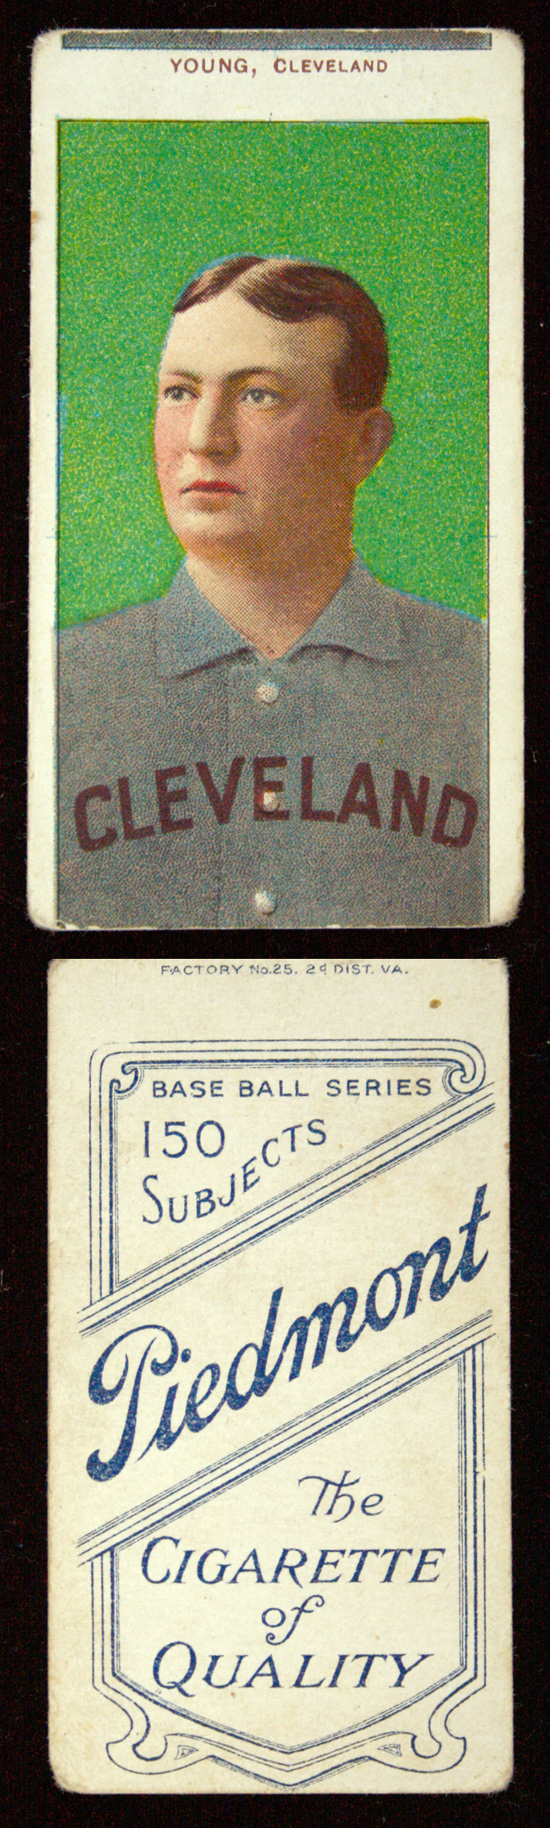 YOUNG, CLEVELAND
CLEVELAND
FACTORY No.25, 2d DIST. VA.
BASE BALL SERIES
150
SUBJECTS
Piedmont
The
CIGARETTE
of
QUALITY